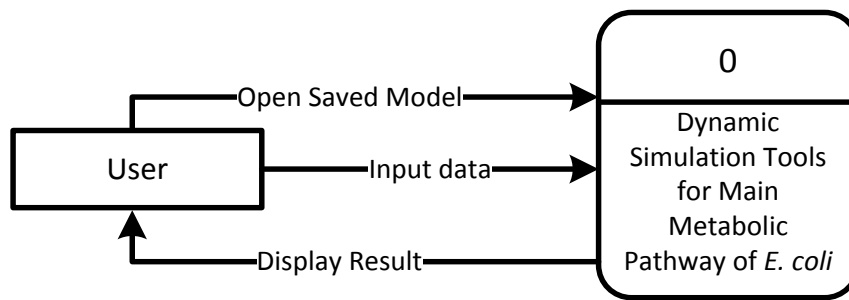 0
Open Saved Model
User
Input data
Display Result
Dynamic
Simulation Tools
for Main
Metabolic
Pathway of E. coli